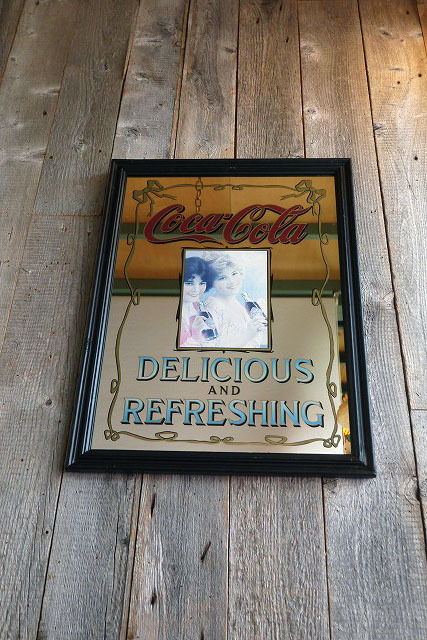 Coca-Cola
DELICIOUS
AND
REFRESHING